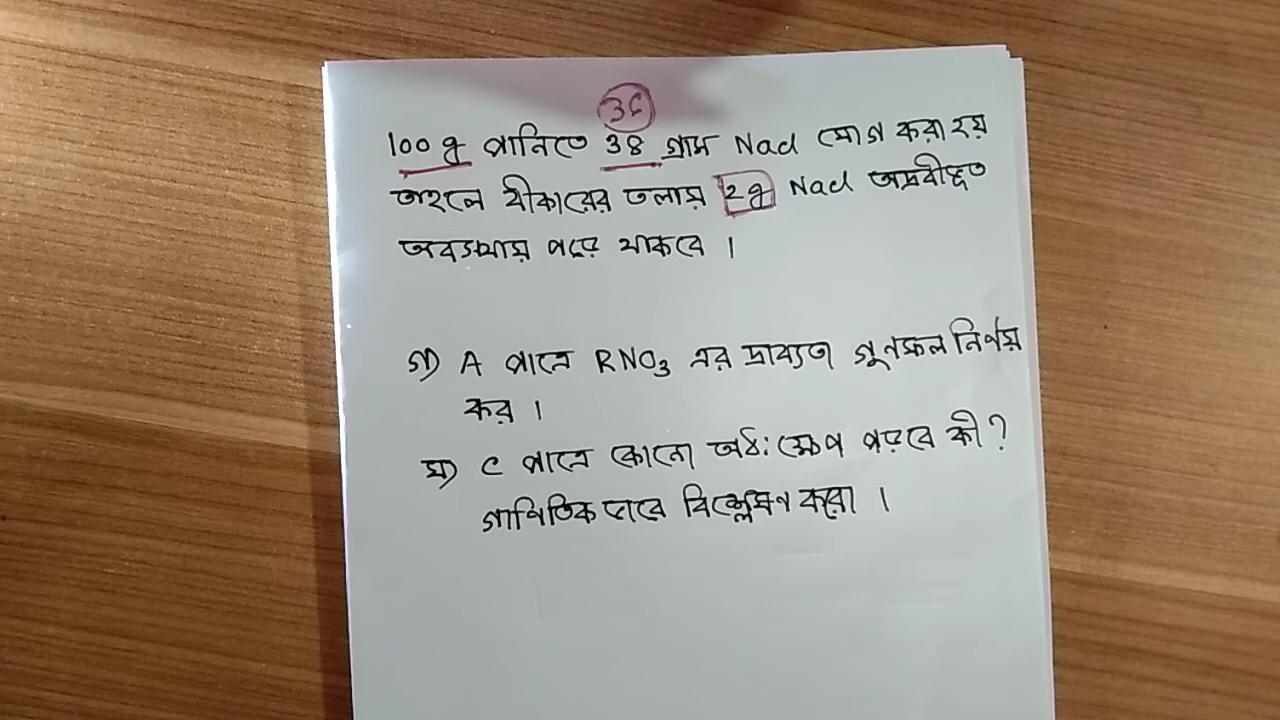 36
100 g পানিতে 38 গ্রাম Nacl যোগ করা হয়
তাহলে বীকারের তলায় 2g Nacl অদ্রবীভূত
অবস্থায় পড়ে থাকবে ।
গ) A পাত্রে RNO₃ এর দ্রাব্যতা গুনফল নির্ণয়
কর ।
ঘ) C পাত্রে কোনো অধঃক্ষেপ পড়বে কী ?
গাণিতিক ভাবে বিশ্লেষণ করো ।